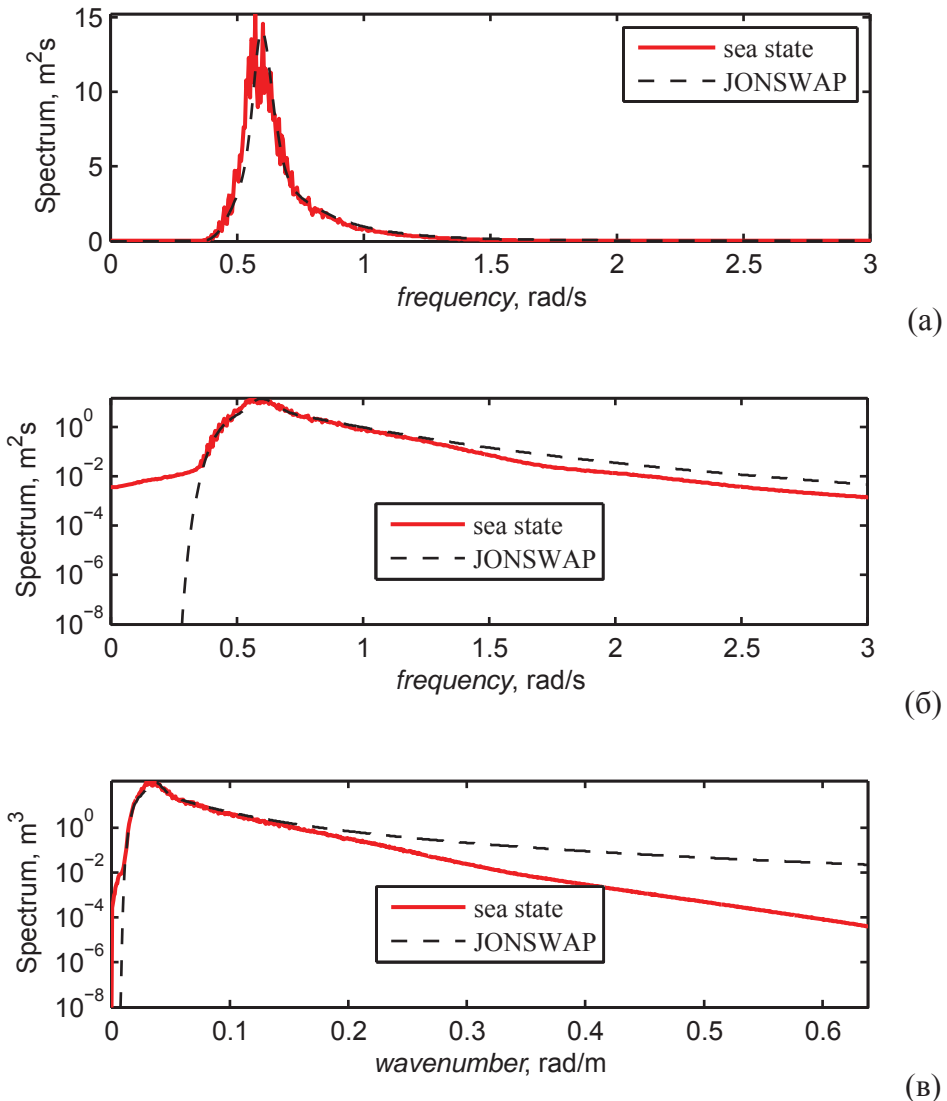 15
10
5
0
Spectrum, m²s
sea state
JONSWAP
0 0.5 1 1.5 2 2.5 3
frequency, rad/s
(а)
10⁰
10⁻²
10⁻⁴
10⁻⁶
10⁻⁸
Spectrum, m²s
sea state
JONSWAP
0 0.5 1 1.5 2 2.5 3
frequency, rad/s
(б)
10⁰
10⁻²
10⁻⁴
10⁻⁶
10⁻⁸
Spectrum, m³
sea state
JONSWAP
0 0.1 0.2 0.3 0.4 0.5 0.6
wavenumber, rad/m
(в)